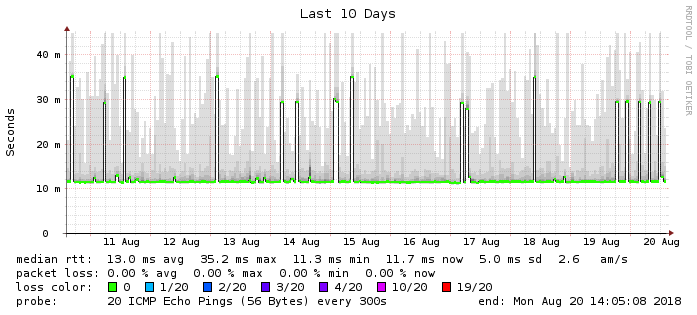 Last 10 Days
RRDTOOL / TOBI OETIKER
Seconds
40 m
30 m
20 m
10 m
0
11 Aug 12 Aug 13 Aug 14 Aug 15 Aug 16 Aug 17 Aug 18 Aug 19 Aug 20 Aug
median rtt: 13.0 ms avg 35.2 ms max 11.3 ms min 11.7 ms now 5.0 ms sd 2.6 am/s
packet loss: 0.00 % avg 0.00 % max 0.00 % min 0.00 % now
loss color: 0 1/20 2/20 3/20 4/20 10/20 19/20
probe: 20 ICMP Echo Pings (56 Bytes) every 300s end: Mon Aug 20 14:05:08 2018